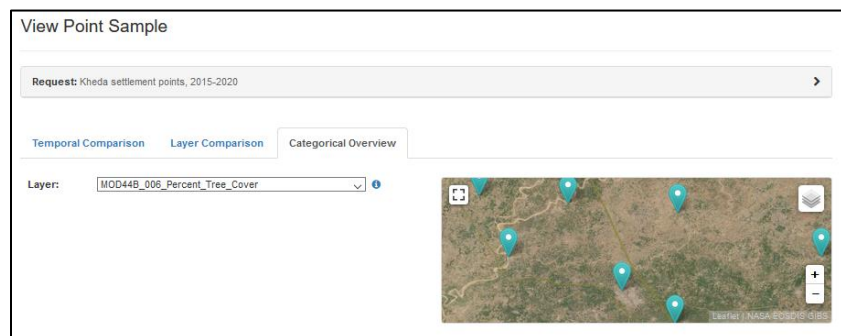 View Point Sample
Request: Kheda settlement points, 2015-2020
Temporal Comparison Layer Comparison Categorical Overview
Layer: MOD44B_006_Percent_Tree_Cover
+
−
Leaflet | NASA EOSDIS GIBS